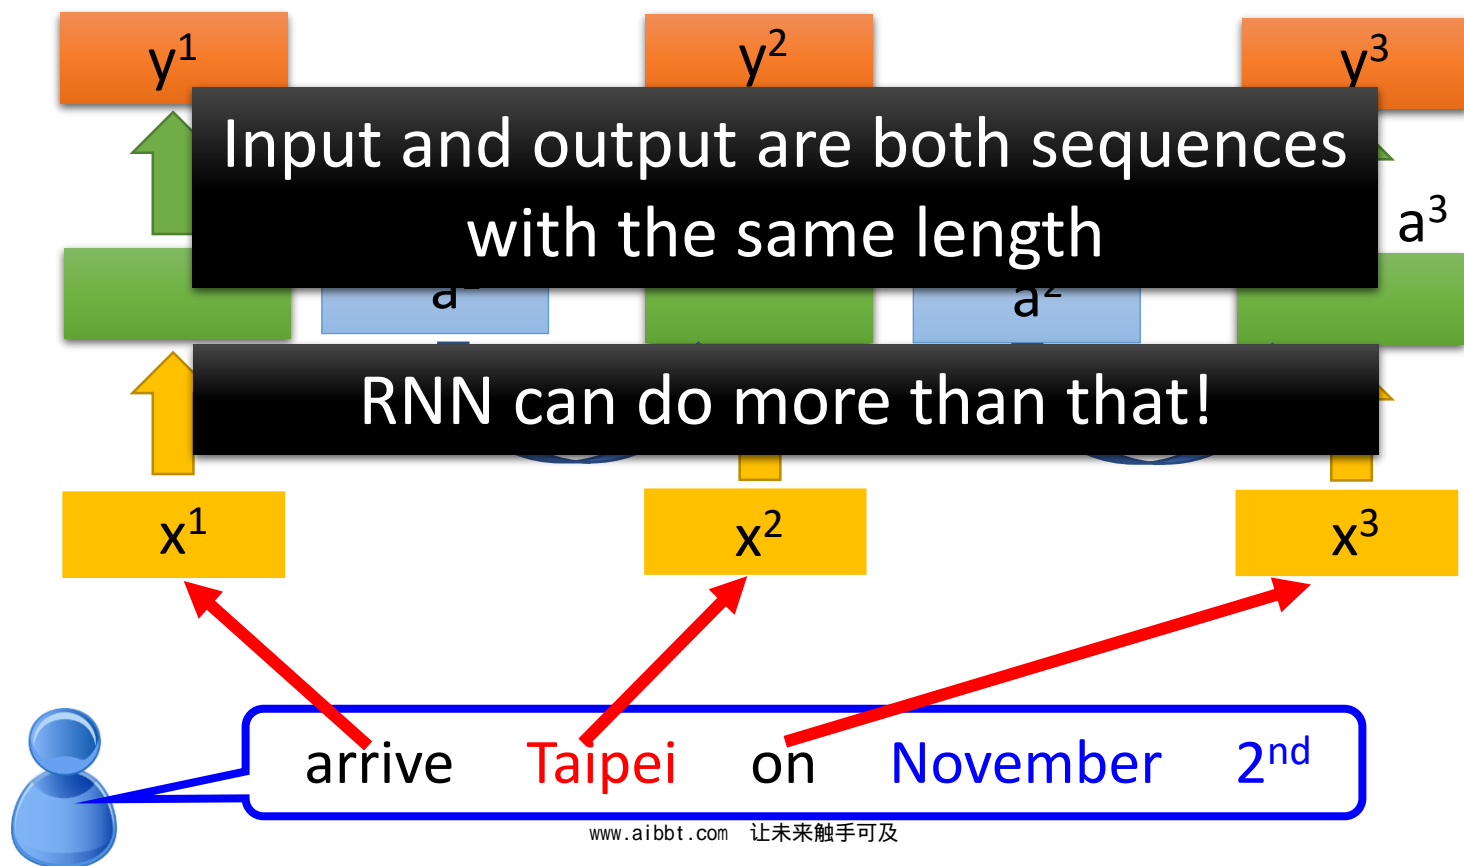 y¹ y² y³
Input and output are both sequences
with the same length
a³
a²
RNN can do more than that!
x¹ x² x³
arrive Taipei on November 2nd
www.aibbt.com 让未来触手可及